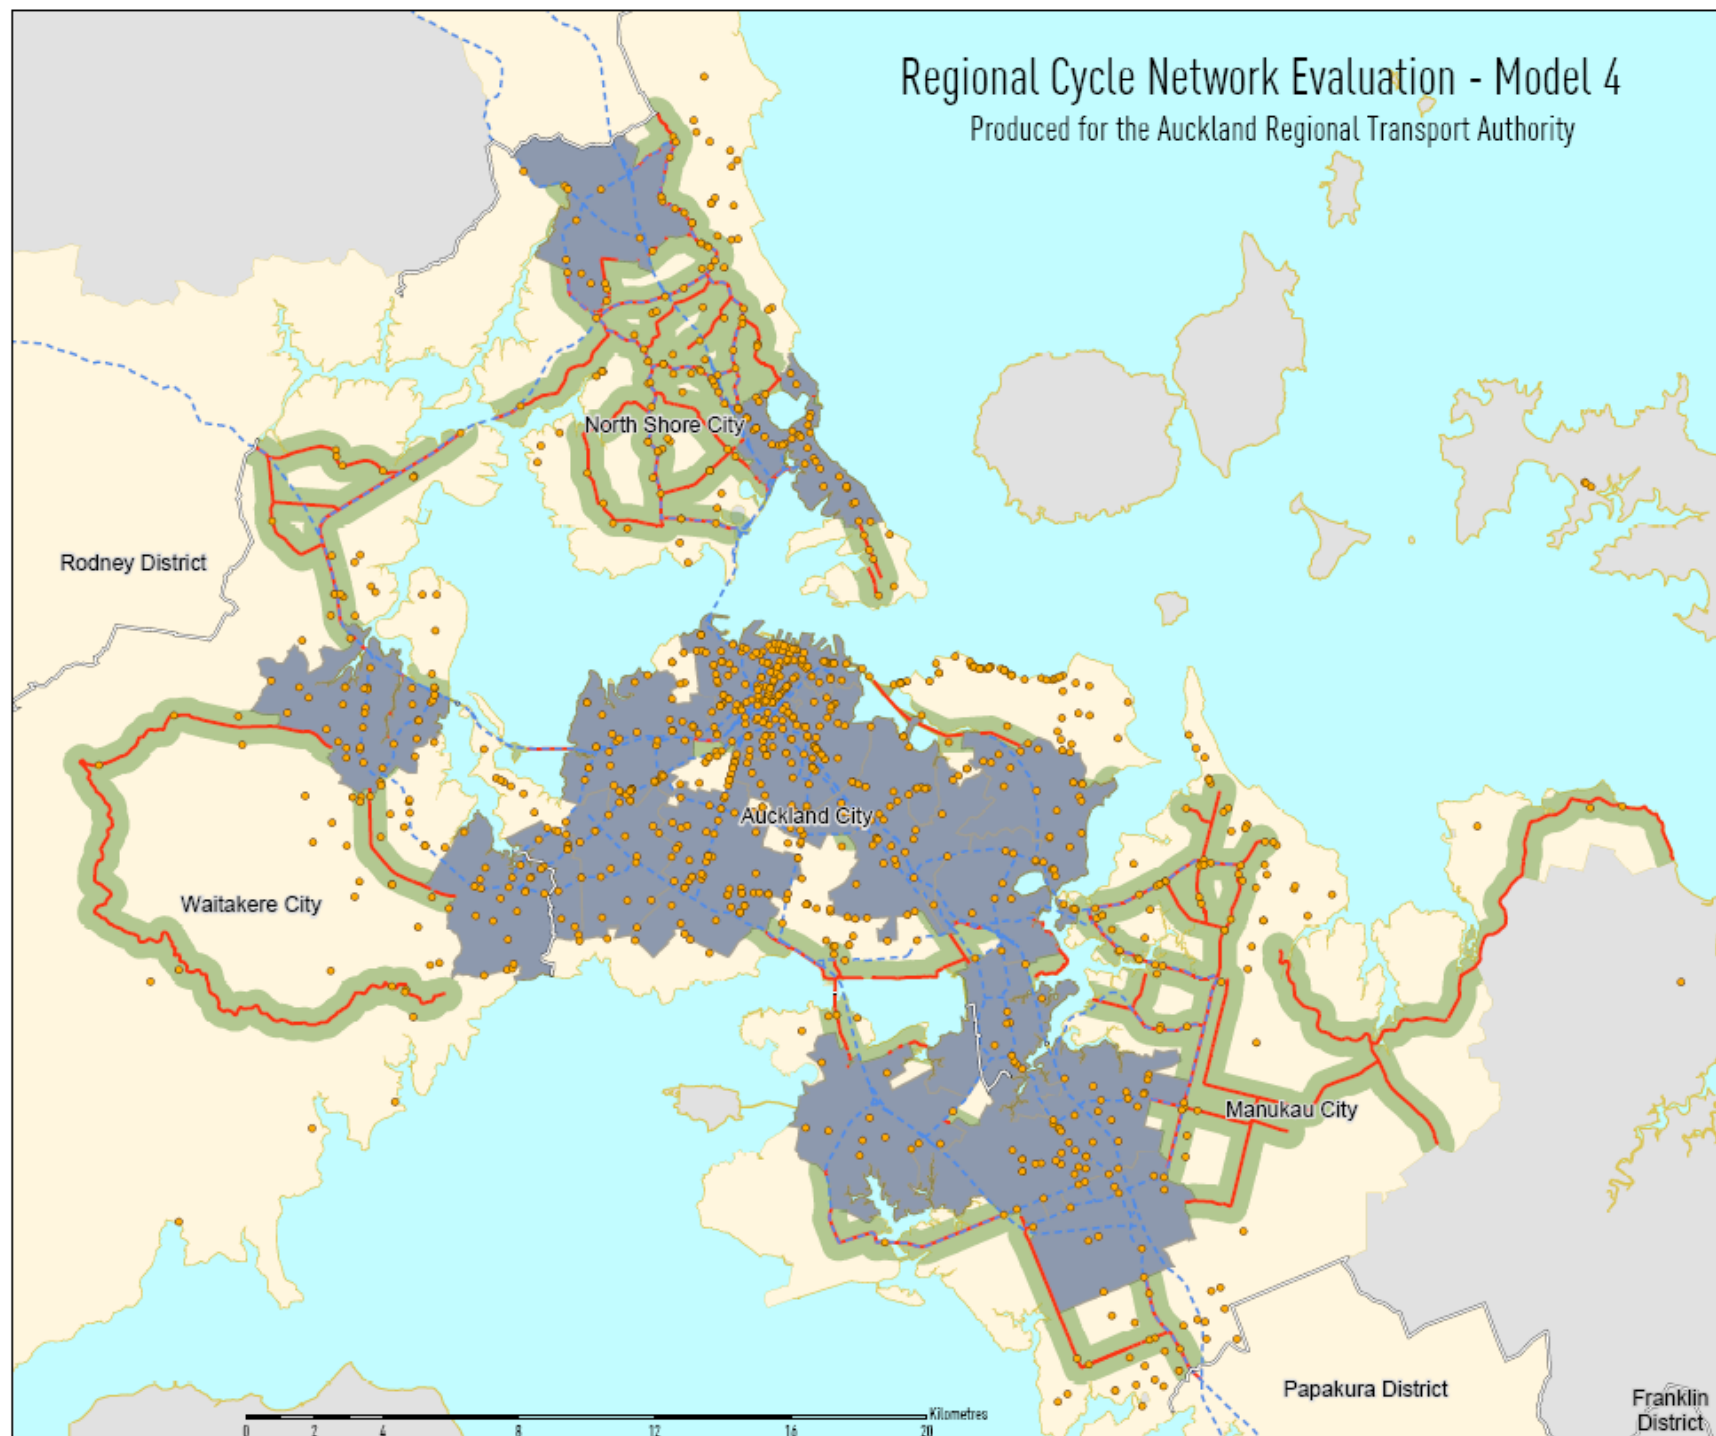 Regional Cycle Network Evaluation - Model 4
Produced for the Auckland Regional Transport Authority
North Shore City
Rodney District
Auckland City
Waitakere City
Manukau City
Papakura District
Franklin
District
Kilometres
0 2 4 8 12 16 20